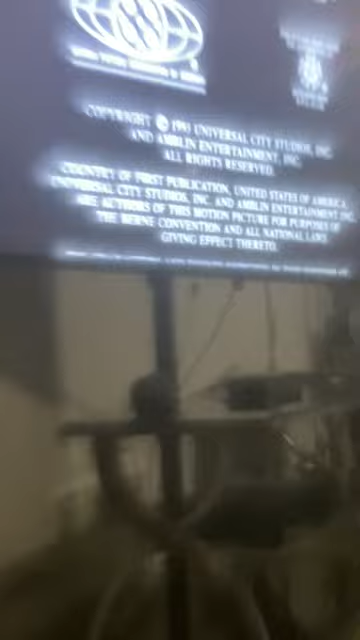 COPYRIGHT © 1993 UNIVERSAL CITY STUDIOS, INC.
AND AMBLIN ENTERTAINMENT, INC.
ALL RIGHTS RESERVED.
COUNTRY OF FIRST PUBLICATION, UNITED STATES OF AMERICA.
UNIVERSAL CITY STUDIOS, INC. AND AMBLIN ENTERTAINMENT INC.
ARE AUTHORS OF THIS MOTION PICTURE FOR PURPOSES OF
THE BERNE CONVENTION AND ALL NATIONAL LAWS
GIVING EFFECT THERETO.